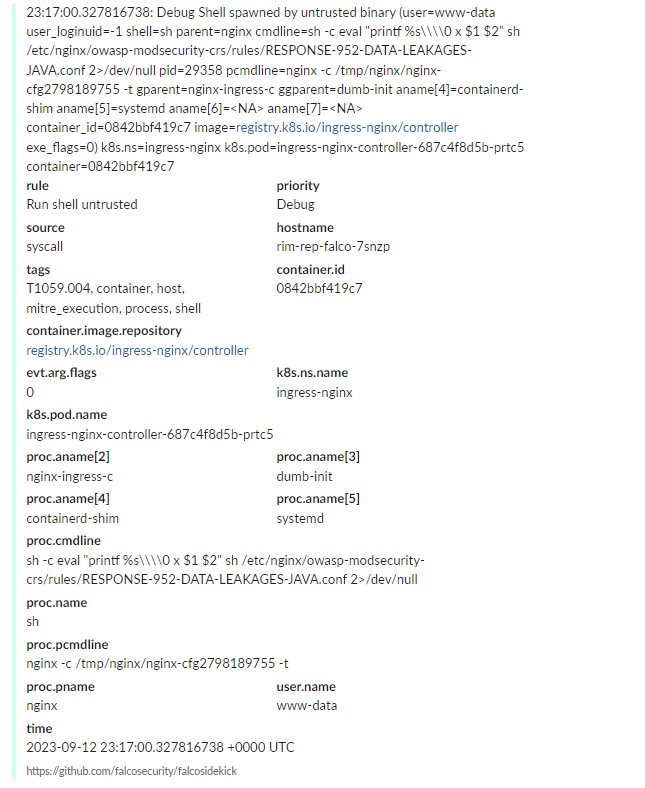 23:17:00.327816738: Debug Shell spawned by untrusted binary (user=www-data
user_loginuid=-1 shell=sh parent=nginx cmdline=sh -c eval "printf %s\\\\0 x $1 $2" sh
/etc/nginx/owasp-modsecurity-crs/rules/RESPONSE-952-DATA-LEAKAGES-
JAVA.conf 2>/dev/null pid=29358 pcmdline=nginx -c /tmp/nginx/nginx-
cfg2798189755 -t gparent=nginx-ingress-c ggparent=dumb-init aname[4]=containerd-
shim aname[5]=systemd aname[6]=<NA> aname[7]=<NA>
container_id=0842bbf419c7 image=registry.k8s.io/ingress-nginx/controller
exe_flags=0) k8s.ns=ingress-nginx k8s.pod=ingress-nginx-controller-687c4f8d5b-prtc5
container=0842bbf419c7
rule priority
Run shell untrusted Debug
source hostname
syscall rim-rep-falco-7snzp
tags container.id
T1059.004, container, host, 0842bbf419c7
mitre_execution, process, shell
container.image.repository
registry.k8s.io/ingress-nginx/controller
evt.arg.flags k8s.ns.name
0 ingress-nginx
k8s.pod.name
ingress-nginx-controller-687c4f8d5b-prtc5
proc.aname[2] proc.aname[3]
nginx-ingress-c dumb-init
proc.aname[4] proc.aname[5]
containerd-shim systemd
proc.cmdline
sh -c eval "printf %s\\\\0 x $1 $2" sh /etc/nginx/owasp-modsecurity-
crs/rules/RESPONSE-952-DATA-LEAKAGES-JAVA.conf 2>/dev/null
proc.name
sh
proc.pcmdline
nginx -c /tmp/nginx/nginx-cfg2798189755 -t
proc.pname user.name
nginx www-data
time
2023-09-12 23:17:00.327816738 +0000 UTC
https://github.com/falcosecurity/falcosidekick